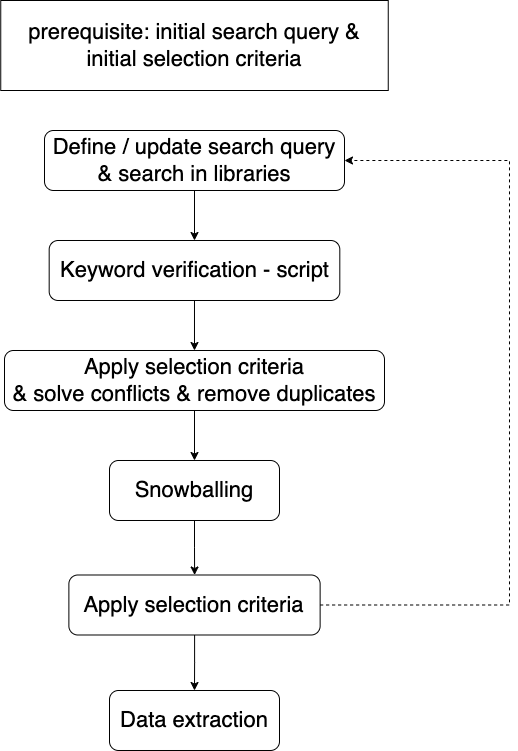 prerequisite: initial search query &
initial selection criteria
Define / update search query
& search in libraries
Keyword verification - script
Apply selection criteria
& solve conflicts & remove duplicates
Snowballing
Apply selection criteria
Data extraction